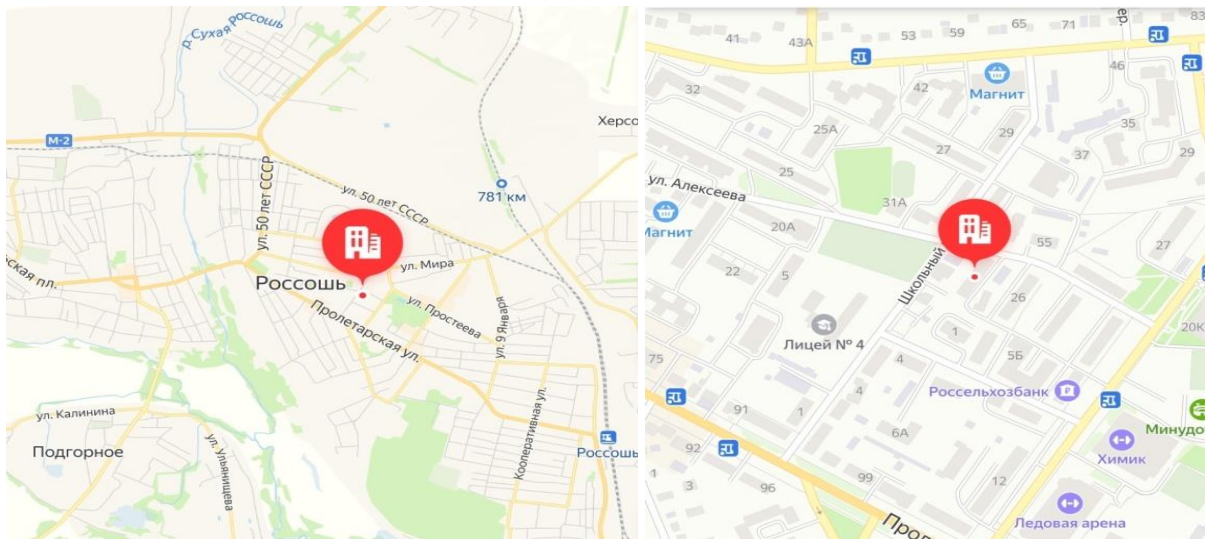 р. Сухая Россошь
М-2
Херсо
781 км
ул. 50 лет СССР
ул. 50 лет СССР
ул. Мира
Россошь
ул. Простеева
ул. 9 Января
Пролетарская ул.
ул. Калинина
Подгорное
ул. Ульянищева
Кооперативная ул.
Россошь
41
43А
53
59
65
71
83
Магнит
46
32
42
25А
29
35
37
27
29
25
ул. Алексеева
31А
Магнит
20А
55
27
22
5
Школьный
26
Лицей № 4
1
20К
4
5Б
75
Россельхозбанк
4
91
1
Минудо
92
6А
Химик
1
3
96
99
12
Ледовая арена
Прол